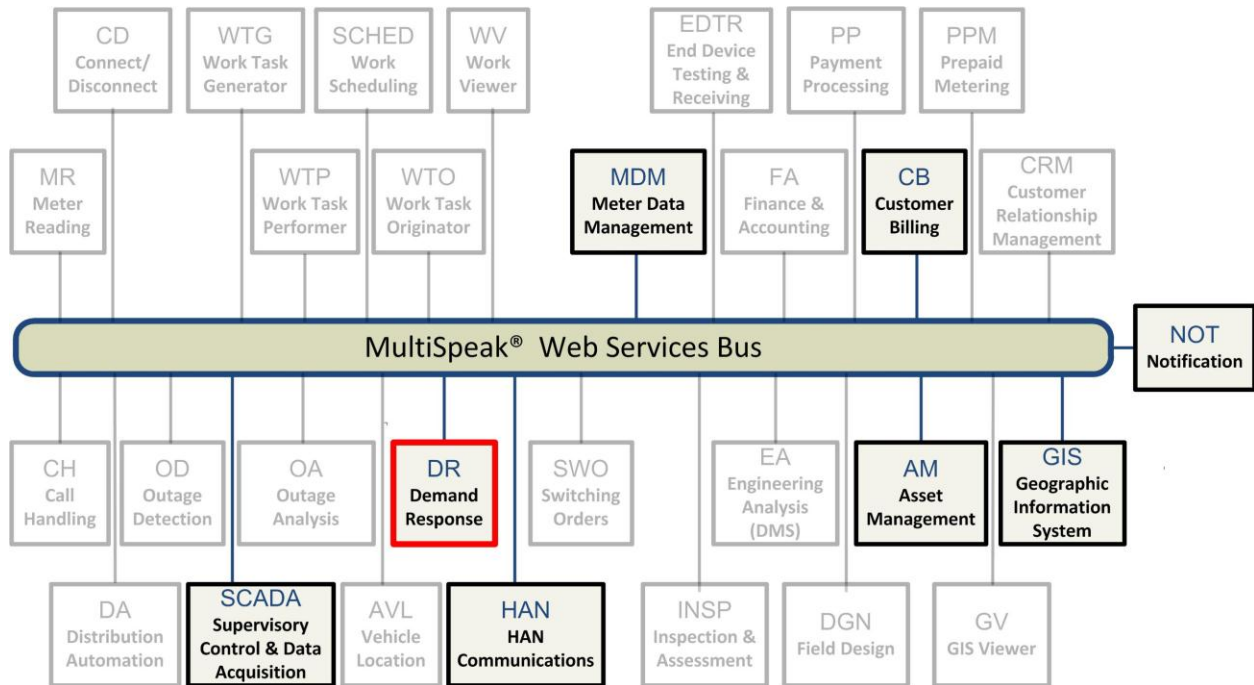 CD
Connect/
Disconnect
WTG
Work Task
Generator
SCHED
Work
Scheduling
WV
Work
Viewer
EDTR
End Device
Testing &
Receiving
PP
Payment
Processing
PPM
Prepaid
Metering
MR
Meter
Reading
WTP
Work Task
Performer
WTO
Work Task
Originator
MDM
Meter Data
Management
FA
Finance &
Accounting
CB
Customer
Billing
CRM
Customer
Relationship
Management
MultiSpeak® Web Services Bus
NOT
Notification
CH
Call
Handling
OD
Outage
Detection
OA
Outage
Analysis
DR
Demand
Response
SWO
Switching
Orders
EA
Engineering
Analysis
(DMS)
AM
Asset
Management
GIS
Geographic
Information
System
DA
Distribution
Automation
SCADA
Supervisory
Control & Data
Acquisition
AVL
Vehicle
Location
HAN
HAN
Communications
INSP
Inspection &
Assessment
DGN
Field Design
GV
GIS Viewer